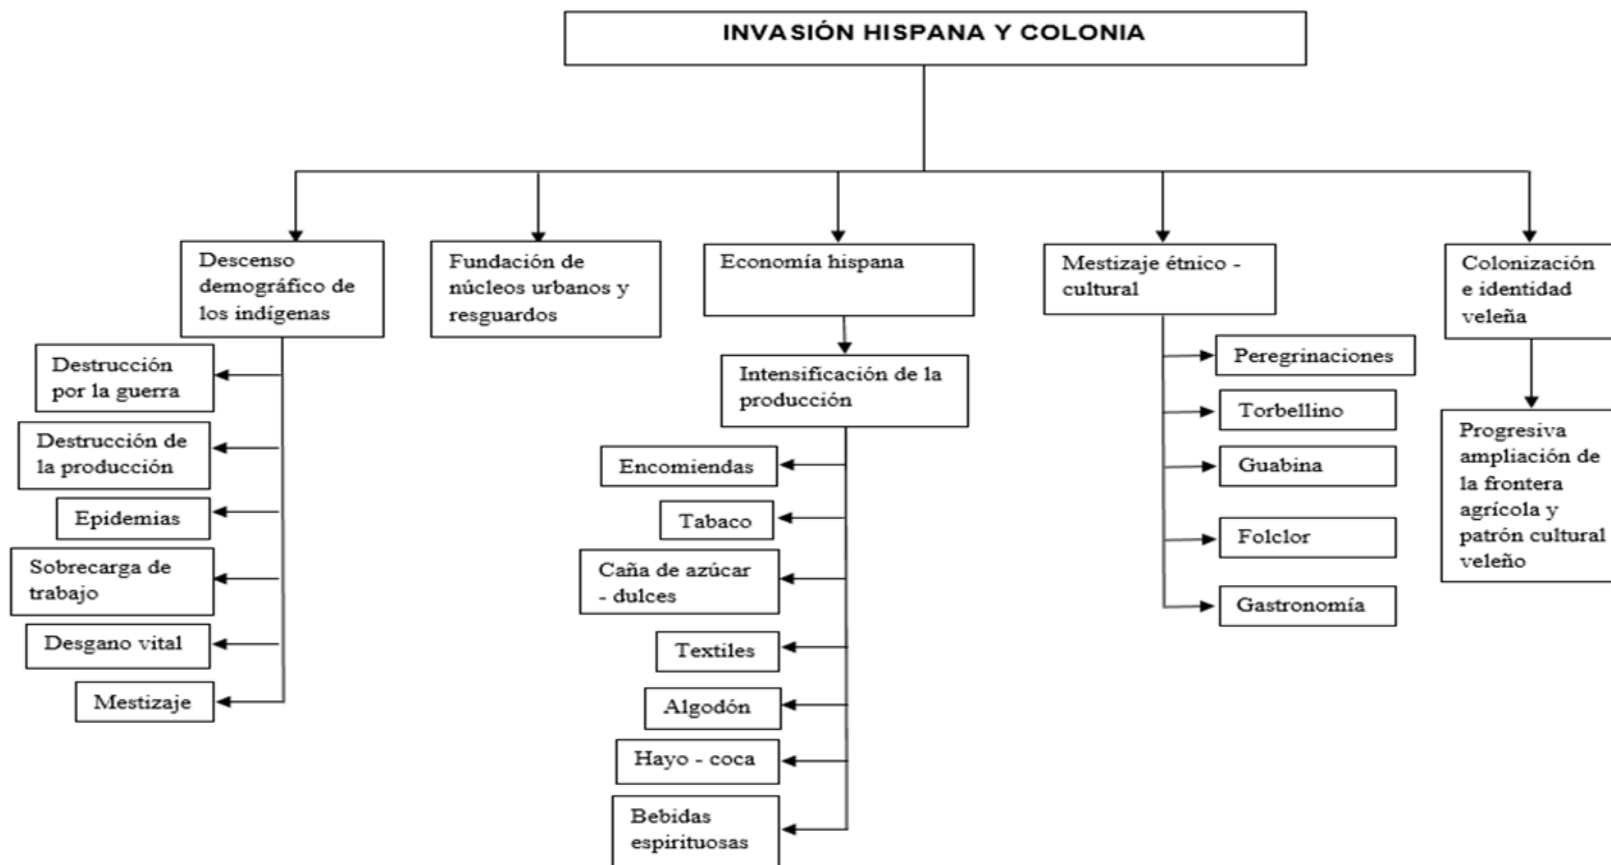 INVASIÓN HISPANA Y COLONIA
Descenso
demográfico de
los indígenas
Destrucción
por la guerra
Destrucción de
la producción
Epidemias
Sobrecarga de
trabajo
Desgano vital
Mestizaje
Fundación de
núcleos urbanos y
resguardos
Economía hispana
Intensificación de la
producción
Encomiendas
Tabaco
Caña de azúcar
- dulces
Textiles
Algodón
Hayo - coca
Bebidas
espirituosas
Mestizaje étnico -
cultural
Peregrinaciones
Torbellino
Guabina
Folclor
Gastronomía
Colonización
e identidad
veleña
Progresiva
ampliación de
la frontera
agrícola y
patrón cultural
veleño